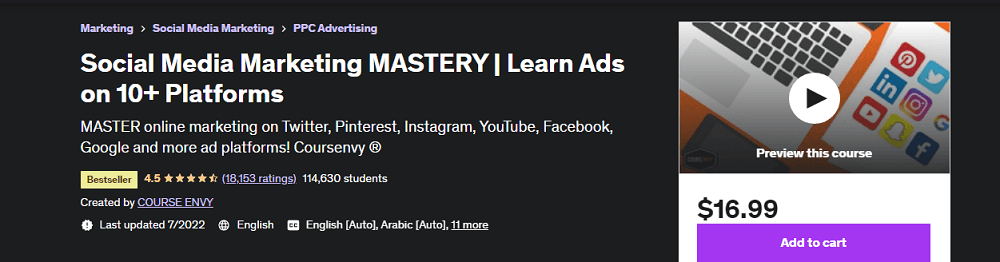 Marketing > Social Media Marketing > PPC Advertising
Social Media Marketing MASTERY | Learn Ads
on 10+ Platforms
MASTER online marketing on Twitter, Pinterest, Instagram, YouTube, Facebook,
Google and more ad platforms! Coursenvy ®
Bestseller 4.5 (18,153 ratings) 114,630 students
Created by COURSE ENVY
Last updated 7/2022 English English [Auto], Arabic [Auto], 11 more
Preview this course
$16.99
Add to cart